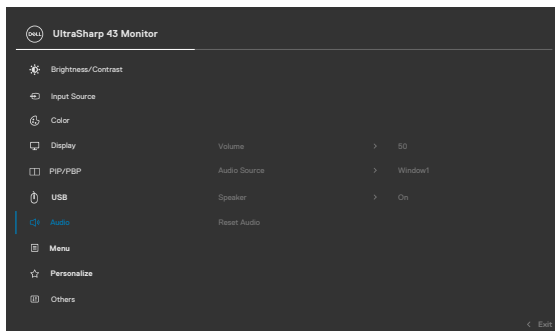 DELL UltraSharp 43 Monitor
Brightness/Contrast
Input Source
Color
Display Volume > 50
PIP/PBP Audio Source > Window1
USB Speaker > On
Audio Reset Audio
Menu
Personalize
Others
< Exit